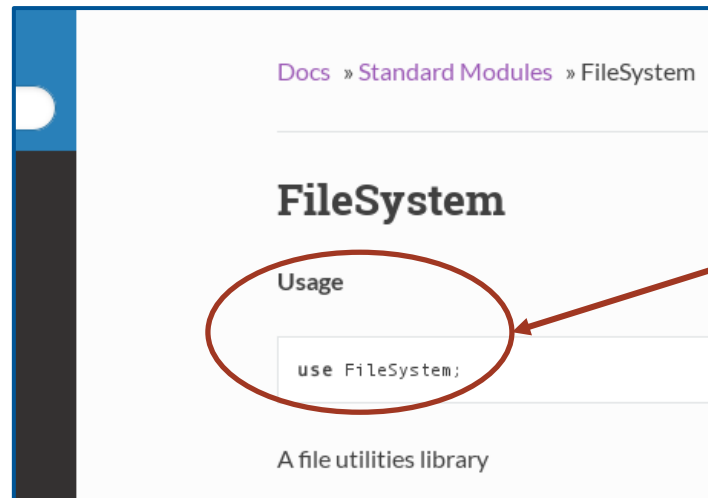 Docs » Standard Modules » FileSystem
FileSystem
Usage
use FileSystem;
A file utilities library